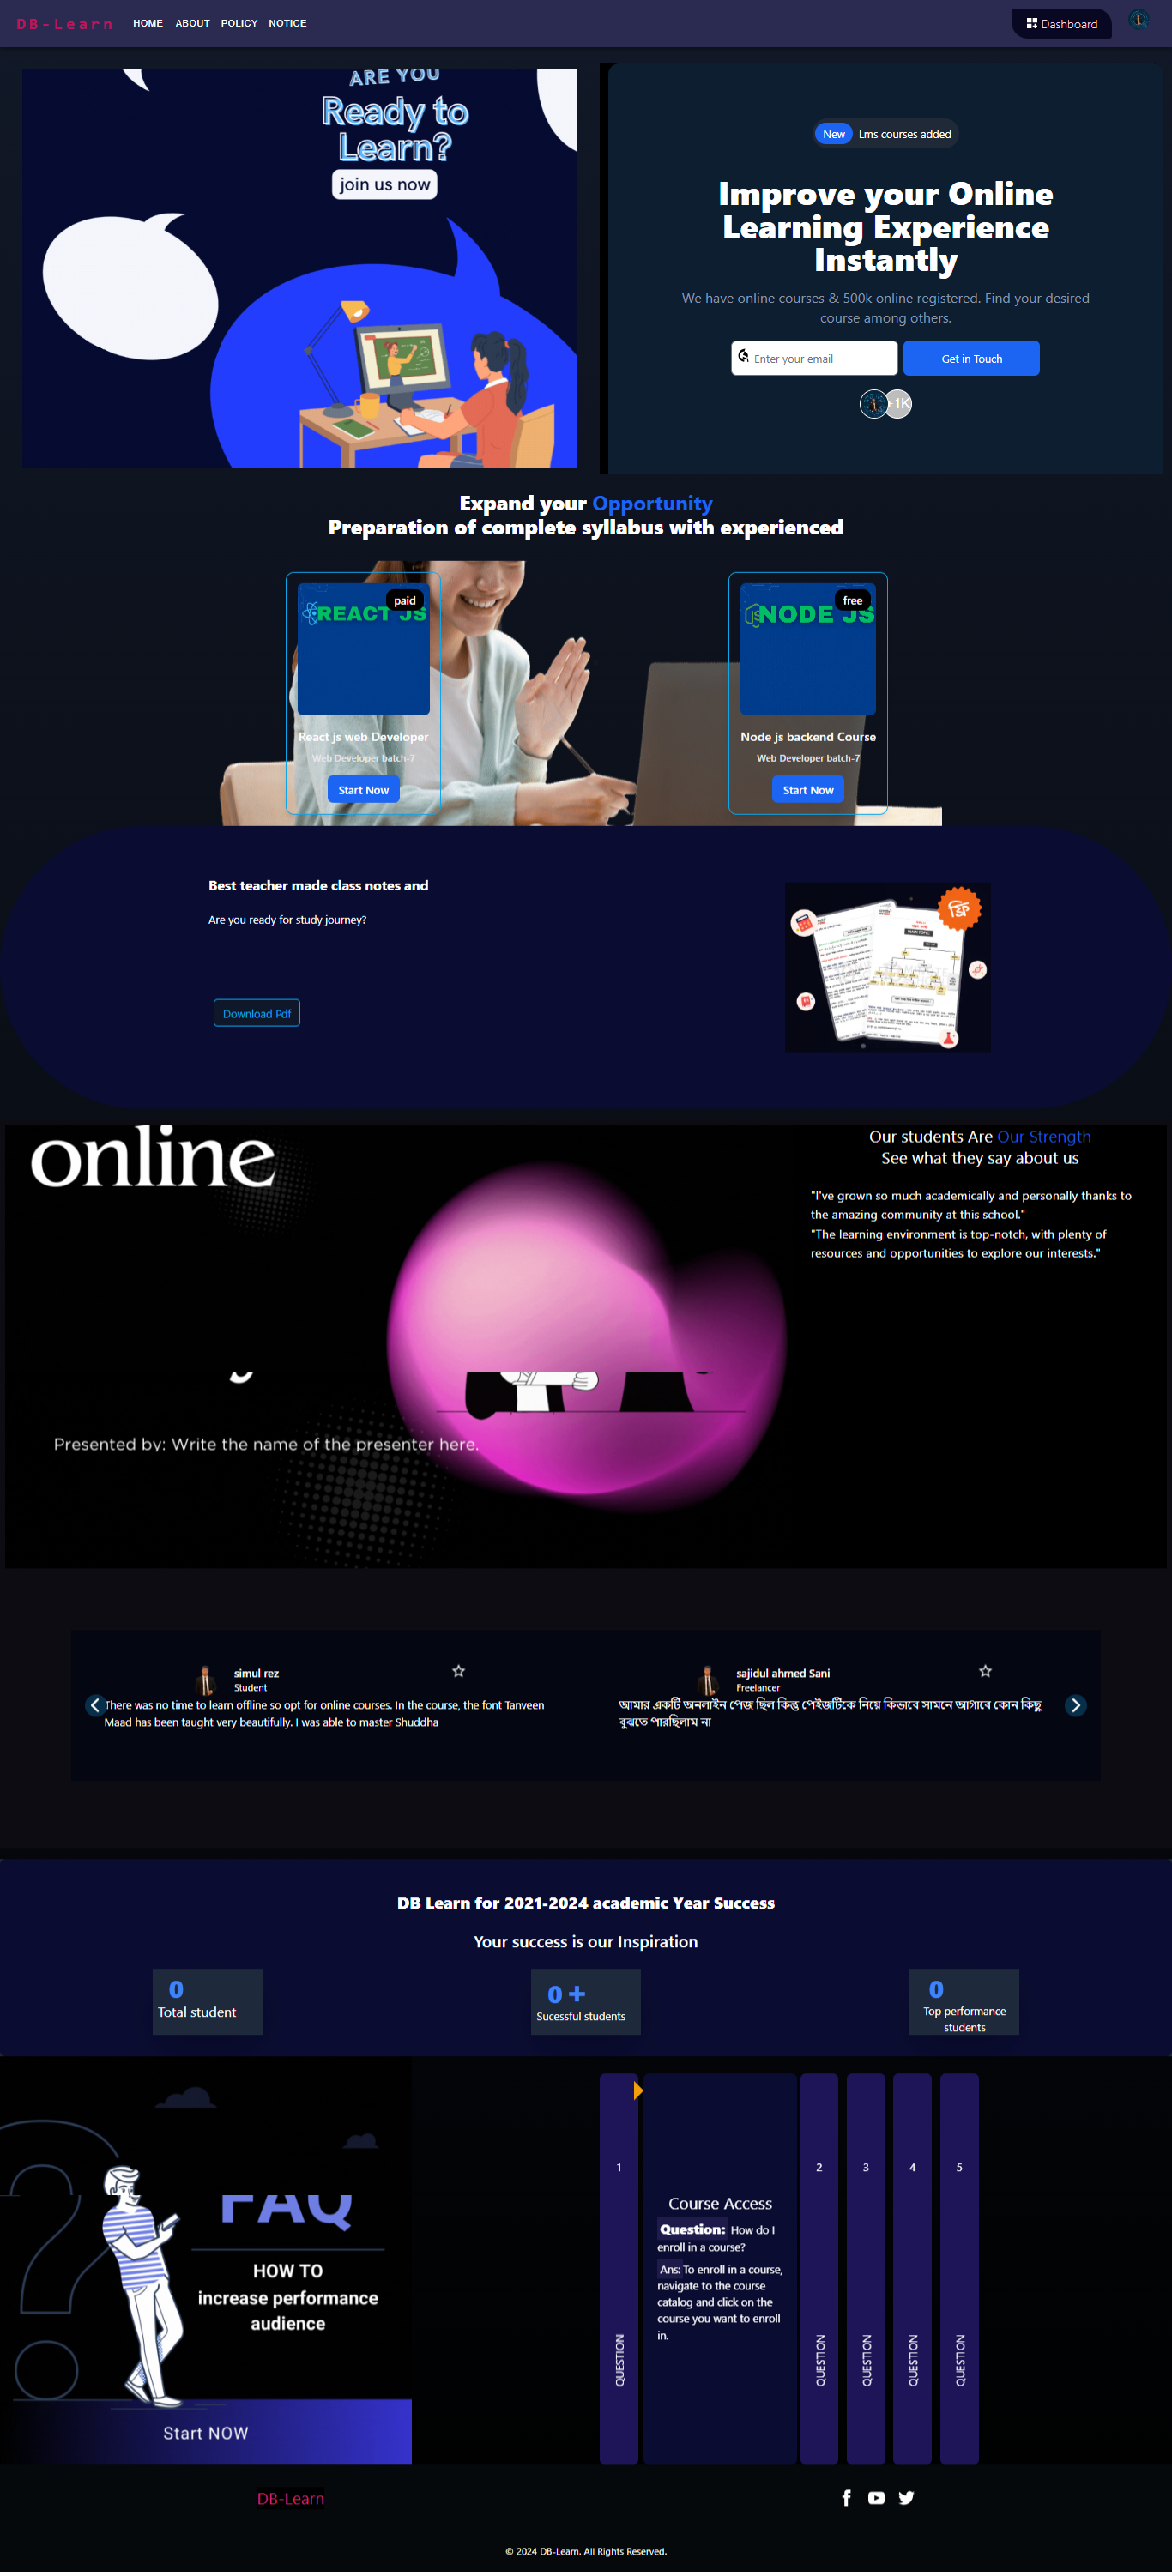 DB-Learn
HOME ABOUT POLICY NOTICE
Dashboard
ARE YOU
Ready to
Learn?
join us now
New Lms courses added
Improve your Online
Learning Experience
Instantly
We have online courses & 500k online registered. Find your desired
course among others.
Enter your email
Get in Touch
+1K
Expand your Opportunity
Preparation of complete syllabus with experienced
paid
REACT JS
React js web Developer
Web Developer batch-7
Start Now
free
NODE JS
Node js backend Course
Web Developer batch-7
Start Now
Best teacher made class notes and
Are you ready for study journey?
Download Pdf
ফ্রি
online
Presented by: Write the name of the presenter here.
Our students Are Our Strength
See what they say about us
"I've grown so much academically and personally thanks to
the amazing community at this school."
"The learning environment is top-notch, with plenty of
resources and opportunities to explore our interests."
simul rez
Student
There was no time to learn offline so opt for online courses. In the course, the font Tanveen
Maad has been taught very beautifully. I was able to master Shuddha
sajidul ahmed Sani
Freelancer
আমার একটি অনলাইন পেজ ছিল কিন্তু পেইজটিকে নিয়ে কিভাবে সামনে আগাবে কোন কিছু
বুঝতে পারছিলাম না
DB Learn for 2021-2024 academic Year Success
Your success is our Inspiration
0
Total student
0 +
Sucessful students
0
Top performance
students
FAQ
HOW TO
increase performance
audience
Start NOW
1
QUESTION
Course Access
Question: How do I
enroll in a course?
Ans: To enroll in a course,
navigate to the course
catalog and click on the
course you want to enroll
in.
2
QUESTION
3
QUESTION
4
QUESTION
5
QUESTION
DB-Learn
© 2024 DB-Learn. All Rights Reserved.